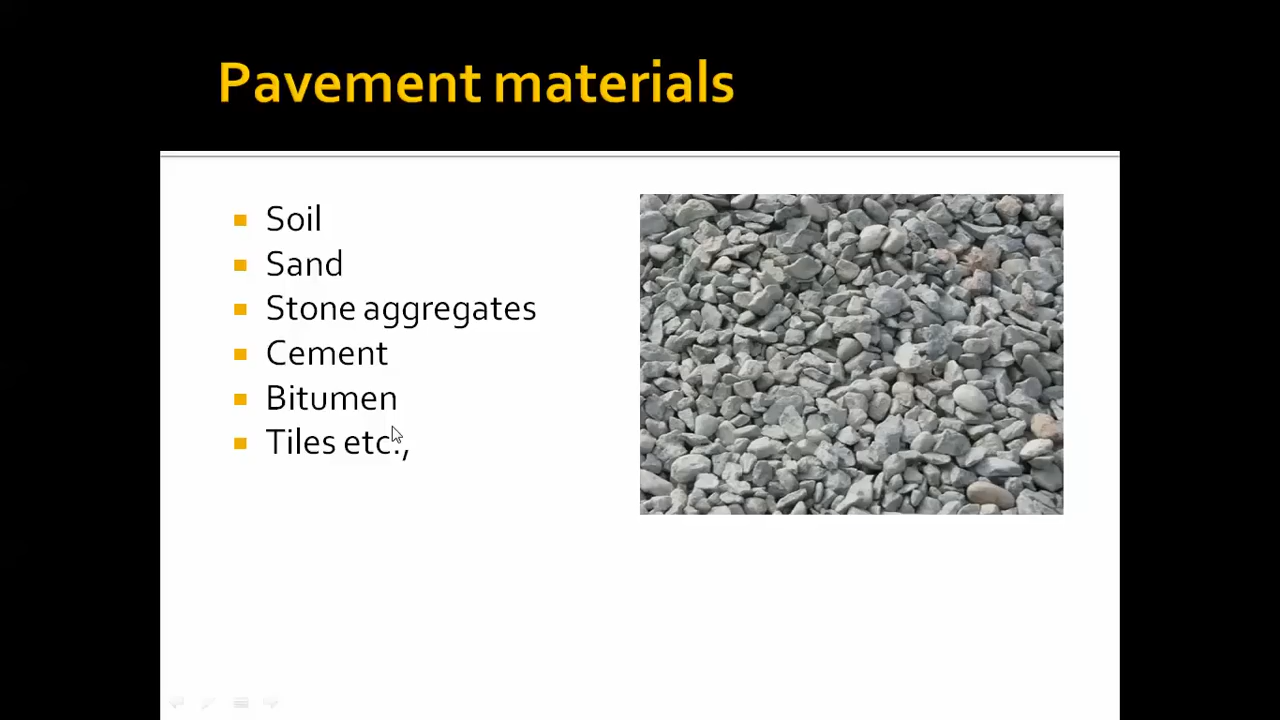 Pavement materials
Soil
Sand
Stone aggregates
Cement
Bitumen
Tiles etc.,